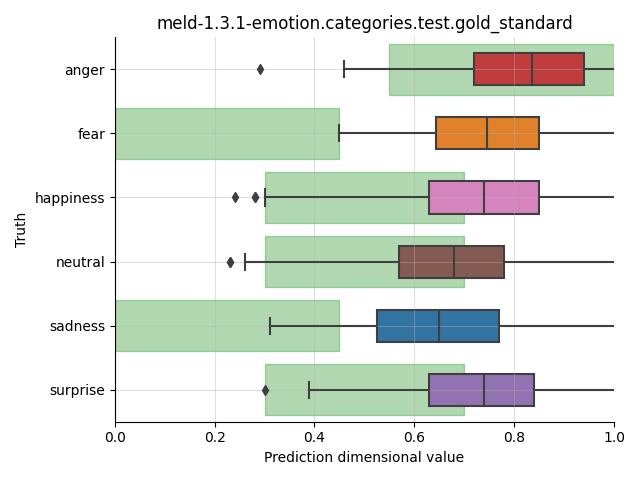 meld-1.3.1-emotion.categories.test.gold_standard
anger
fear
happiness
neutral
sadness
surprise
Truth
0.0 0.2 0.4 0.6 0.8 1.0
Prediction dimensional value